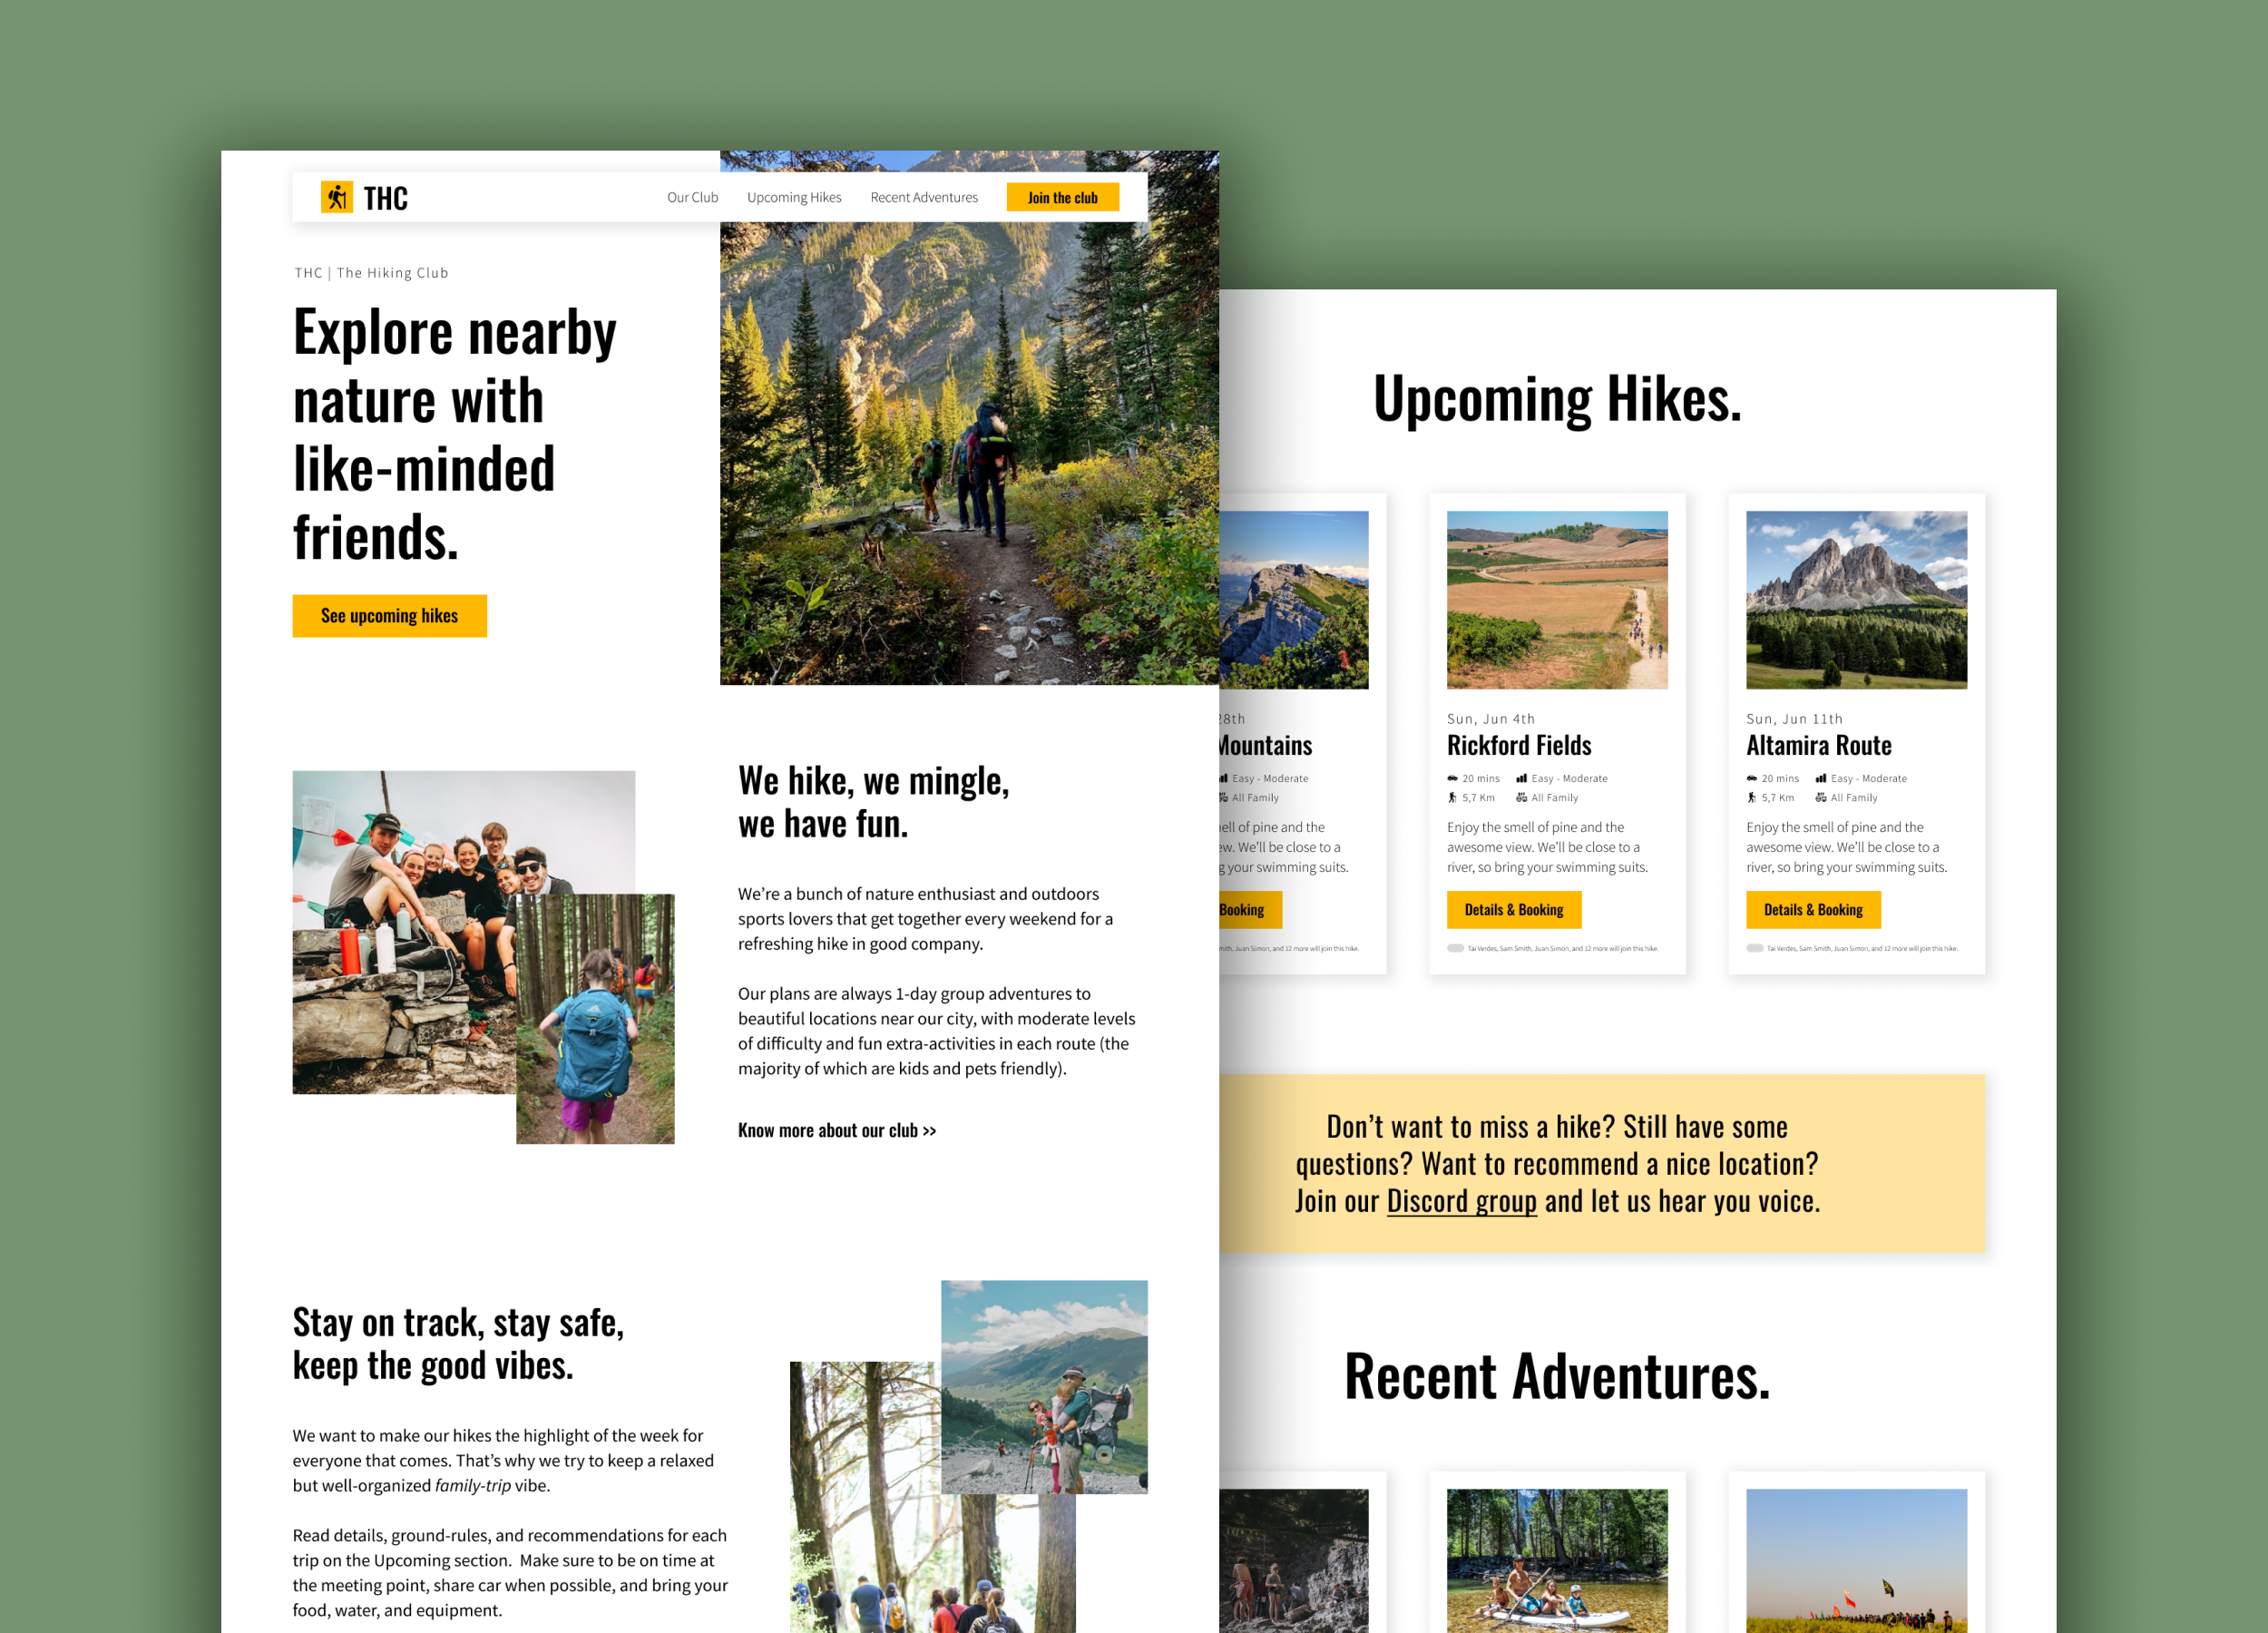 THC
Our Club
Upcoming Hikes
Recent Adventures
Join the club
THC | The Hiking Club
Explore nearby
nature with
like-minded
friends.
See upcoming hikes
We hike, we mingle,
we have fun.
We’re a bunch of nature enthusiast and outdoors
sports lovers that get together every weekend for a
refreshing hike in good company.
Our plans are always 1-day group adventures to
beautiful locations near our city, with moderate levels
of difficulty and fun extra-activities in each route (the
majority of which are kids and pets friendly).
Know more about our club >>
Stay on track, stay safe,
keep the good vibes.
We want to make our hikes the highlight of the week for
everyone that comes. That’s why we try to keep a relaxed
but well-organized family-trip vibe.
Read details, ground-rules, and recommendations for each
trip on the Upcoming section. Make sure to be on time at
the meeting point, share car when possible, and bring your
food, water, and equipment.
Upcoming Hikes.
28th
Mountains
Easy - Moderate
All Family
of pine and the
We’ll be close to a
your swimming suits.
Booking
Juan Simon, and 12 more will join this hike.
Sun, Jun 4th
Rickford Fields
20 mins
Easy - Moderate
5,7 Km
All Family
Enjoy the smell of pine and the
awesome view. We’ll be close to a
river, so bring your swimming suits.
Details & Booking
Tai Verdes, Sam Smith, Juan Simon, and 12 more will join this hike.
Sun, Jun 11th
Altamira Route
20 mins
Easy - Moderate
5,7 Km
All Family
Enjoy the smell of pine and the
awesome view. We’ll be close to a
river, so bring your swimming suits.
Details & Booking
Tai Verdes, Sam Smith, Juan Simon, and 12 more will join this hike.
Don’t want to miss a hike? Still have some
questions? Want to recommend a nice location?
Join our Discord group and let us hear you voice.
Recent Adventures.